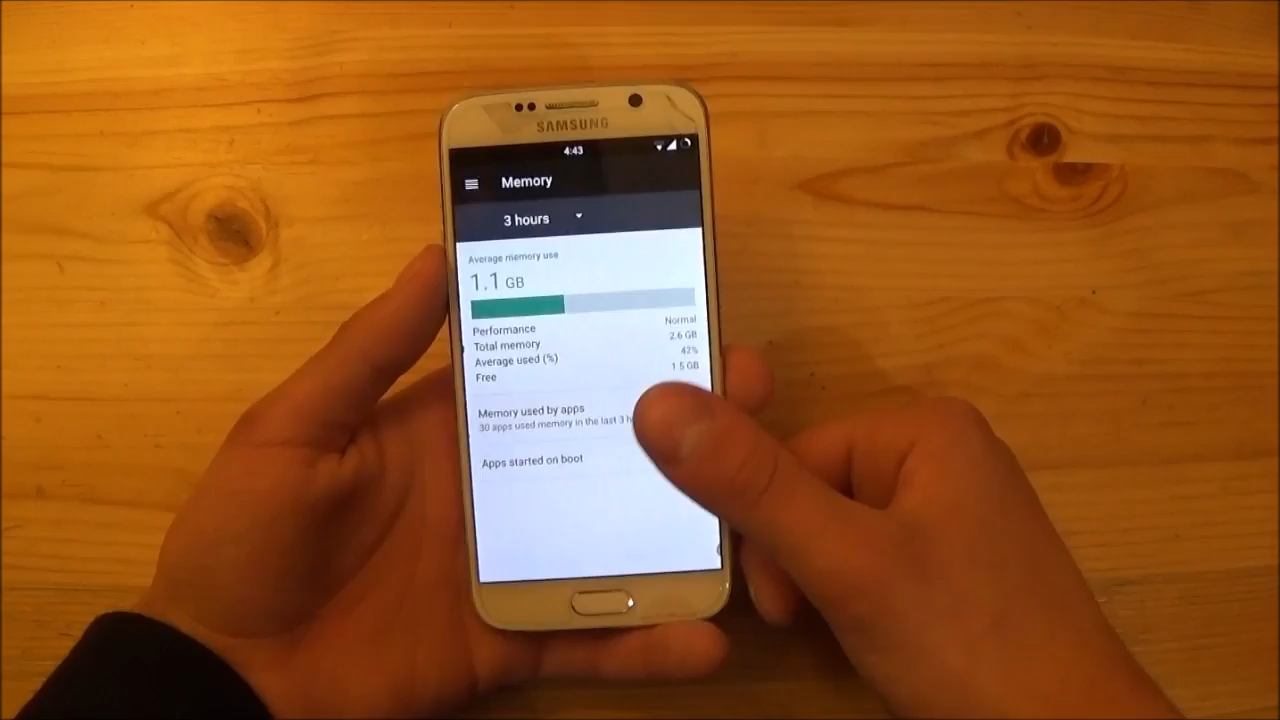 SAMSUNG
4:43
Memory
3 hours
Average memory use
1.1 GB
Performance Normal
Total memory 2.6 GB
Average used (%) 42%
Free 1.5 GB
Memory used by apps
30 apps used memory in the last 3 h
Apps started on boot